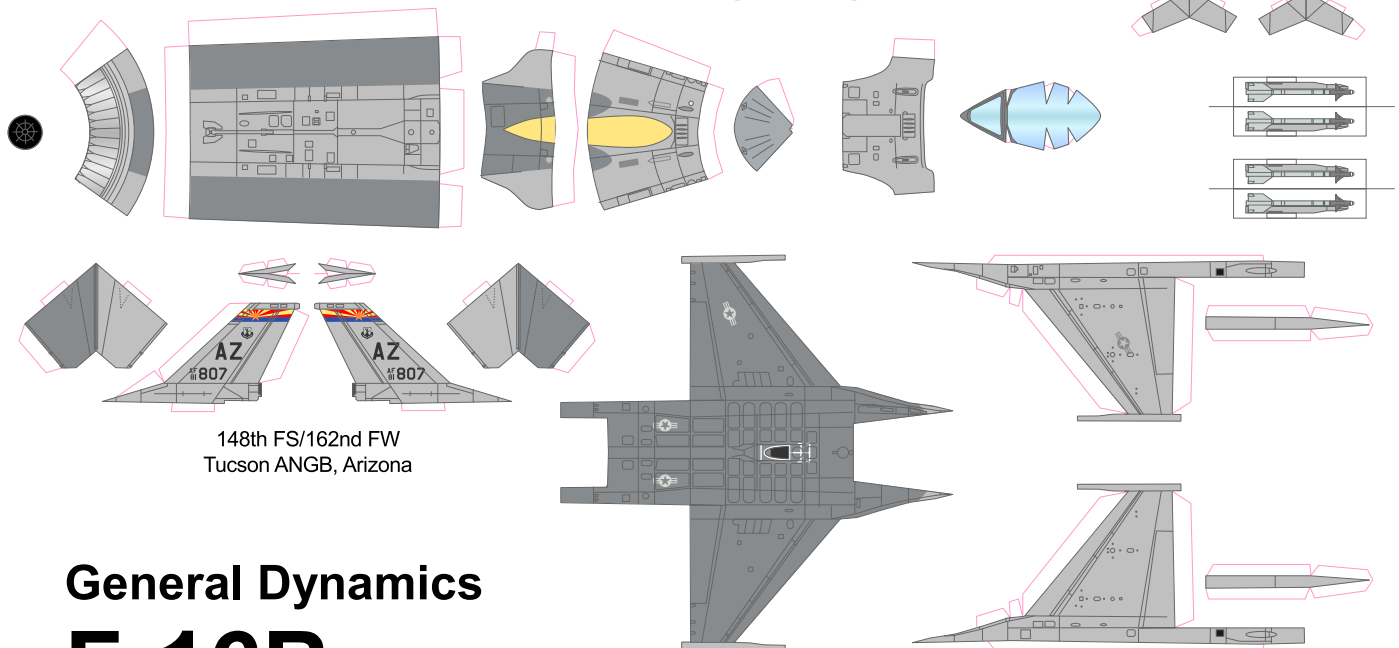 AZ
AF
81 807
AZ
AF
81 807
148th FS/162nd FW
Tucson ANGB, Arizona
General Dynamics